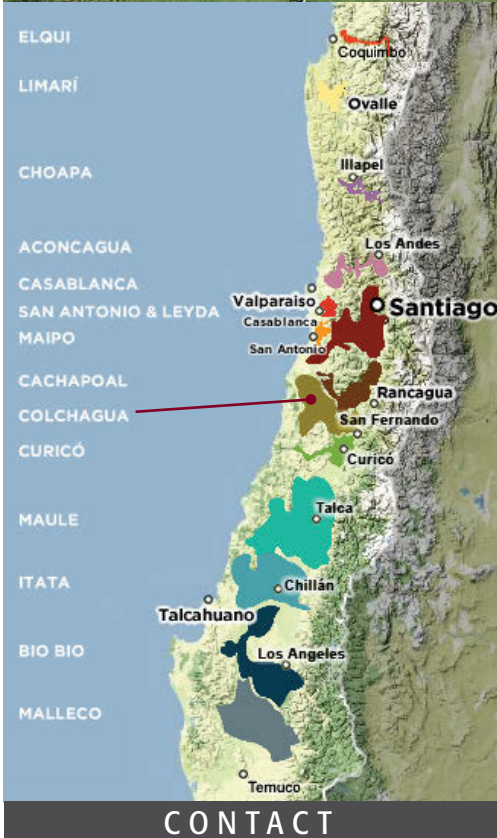 ELQUI
Coquimbo
LIMARÍ
Ovalle
Illapel
CHOAPA
ACONCAGUA
Los Andes
CASABLANCA
Valparaiso
SAN ANTONIO & LEYDA
Santiago
Casablanca
MAIPO
San Antonio
CACHAPOAL
Rancagua
COLCHAGUA
San Fernando
CURICÓ
Curicó
Talca
MAULE
ITATA
Chillán
Talcahuano
BIO BIO
Los Angeles
MALLECO
Temuco
CONTACT